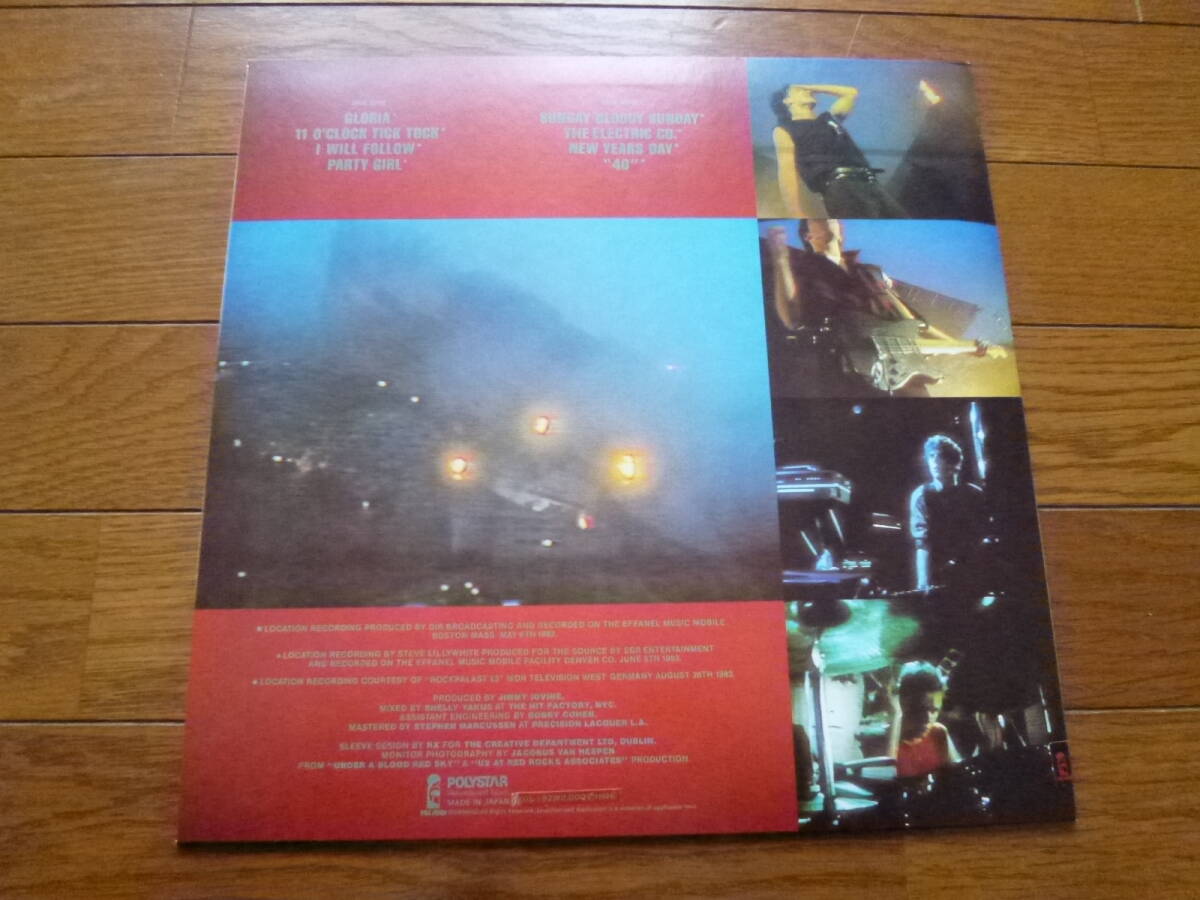 GLORIA*
11 O'CLOCK TICK TOCK*
I WILL FOLLOW*
PARTY GIRL*
SUNDAY BLOODY SUNDAY*
THE ELECTRIC CO.*
NEW YEARS DAY*
"40"*
★LOCATION RECORDING PRODUCED BY DIR BROADCASTING AND RECORDED ON THE EFFANEL MUSIC MOBILE
BOSTON MASS MAY 6TH 1983.
★LOCATION RECORDING BY STEVE LILLYWHITE PRODUCED FOR THE SOURCE BY ENTERTAINMENT
AND RECORDED ON THE EFFANEL MUSIC MOBILE FACILITY DENVER CO. JUNE 5TH 1983.
★LOCATION RECORDING COURTESY OF "ROCKPALAST 83" WDR TELEVISION WEST GERMANY AUGUST 20TH 1983.
PRODUCED BY JIMMY IOVINE.
MIXED BY SHELLY YAKUS AT THE HIT FACTORY, NYC.
ASSISTANT ENGINEERING BY BOBBY COHEN.
MASTERED BY STEPHEN MARCUSSEN AT PRECISION LACQUER L.A.
SLEEVE DESIGN BY RX FOR THE CREATIVE DEPARTMENT LTD, DUBLIN.
MONITOR PHOTOGRAPHY BY JACOBUS VAN HESPEN
FROM "UNDER A BLOOD RED SKY" & "U2 AT RED ROCKS ASSOCIATES" PRODUCTION.
POLYSTAR
MADE IN JAPAN
ISLAND